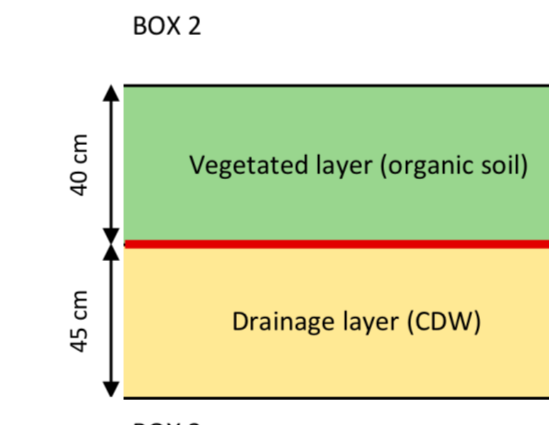 BOX 2
40 cm
Vegetated layer (organic soil)
45 cm
Drainage layer (CDW)